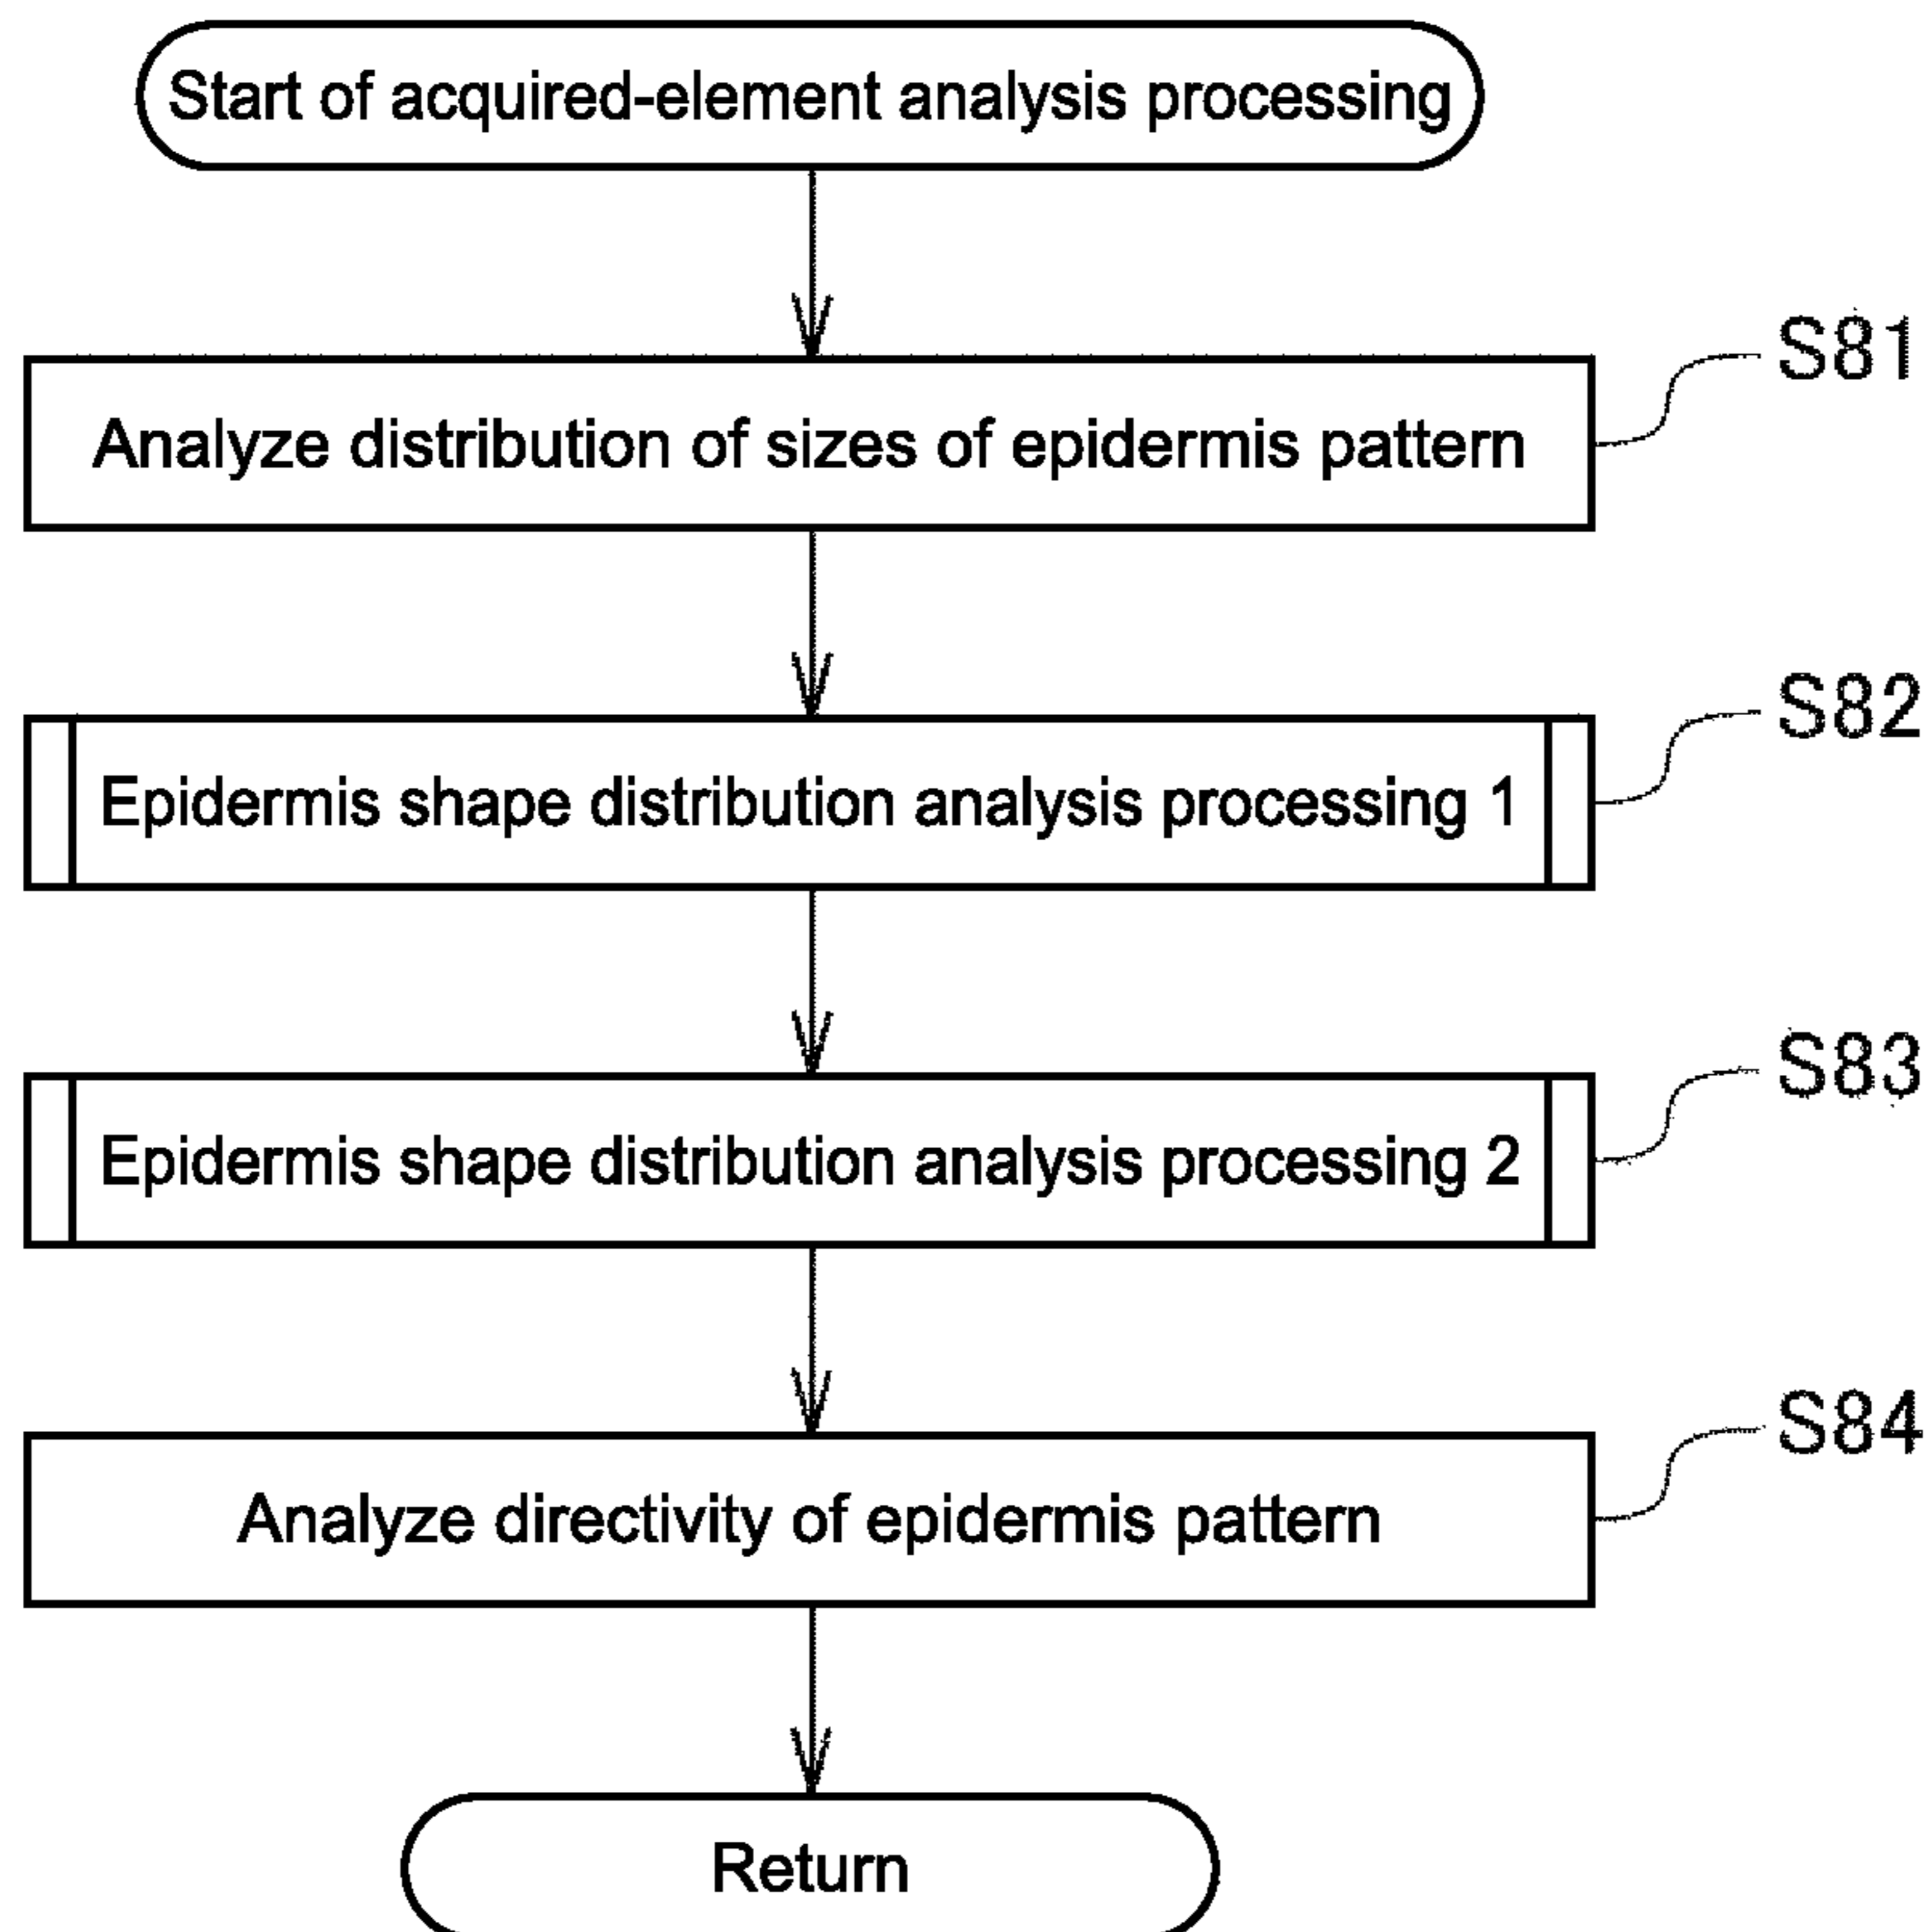 Start of acquired-element analysis processing
S81
Analyze distribution of sizes of epidermis pattern
S82
Epidermis shape distribution analysis processing 1
S83
Epidermis shape distribution analysis processing 2
S84
Analyze directivity of epidermis pattern
Return